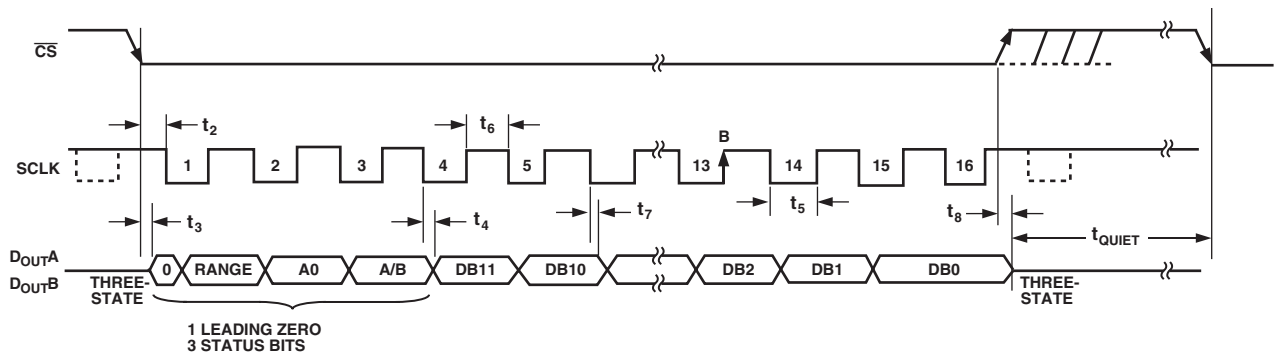 CS
t2
t6
B
SCLK
1 2 3 4 5 13 14 15 16
t3
t4
t7
t5
t8
tQUIET
DOUTA
DOUTB
THREE-
STATE
0 RANGE A0 A/B DB11 DB10 DB2 DB1 DB0
THREE-
STATE
1 LEADING ZERO
3 STATUS BITS